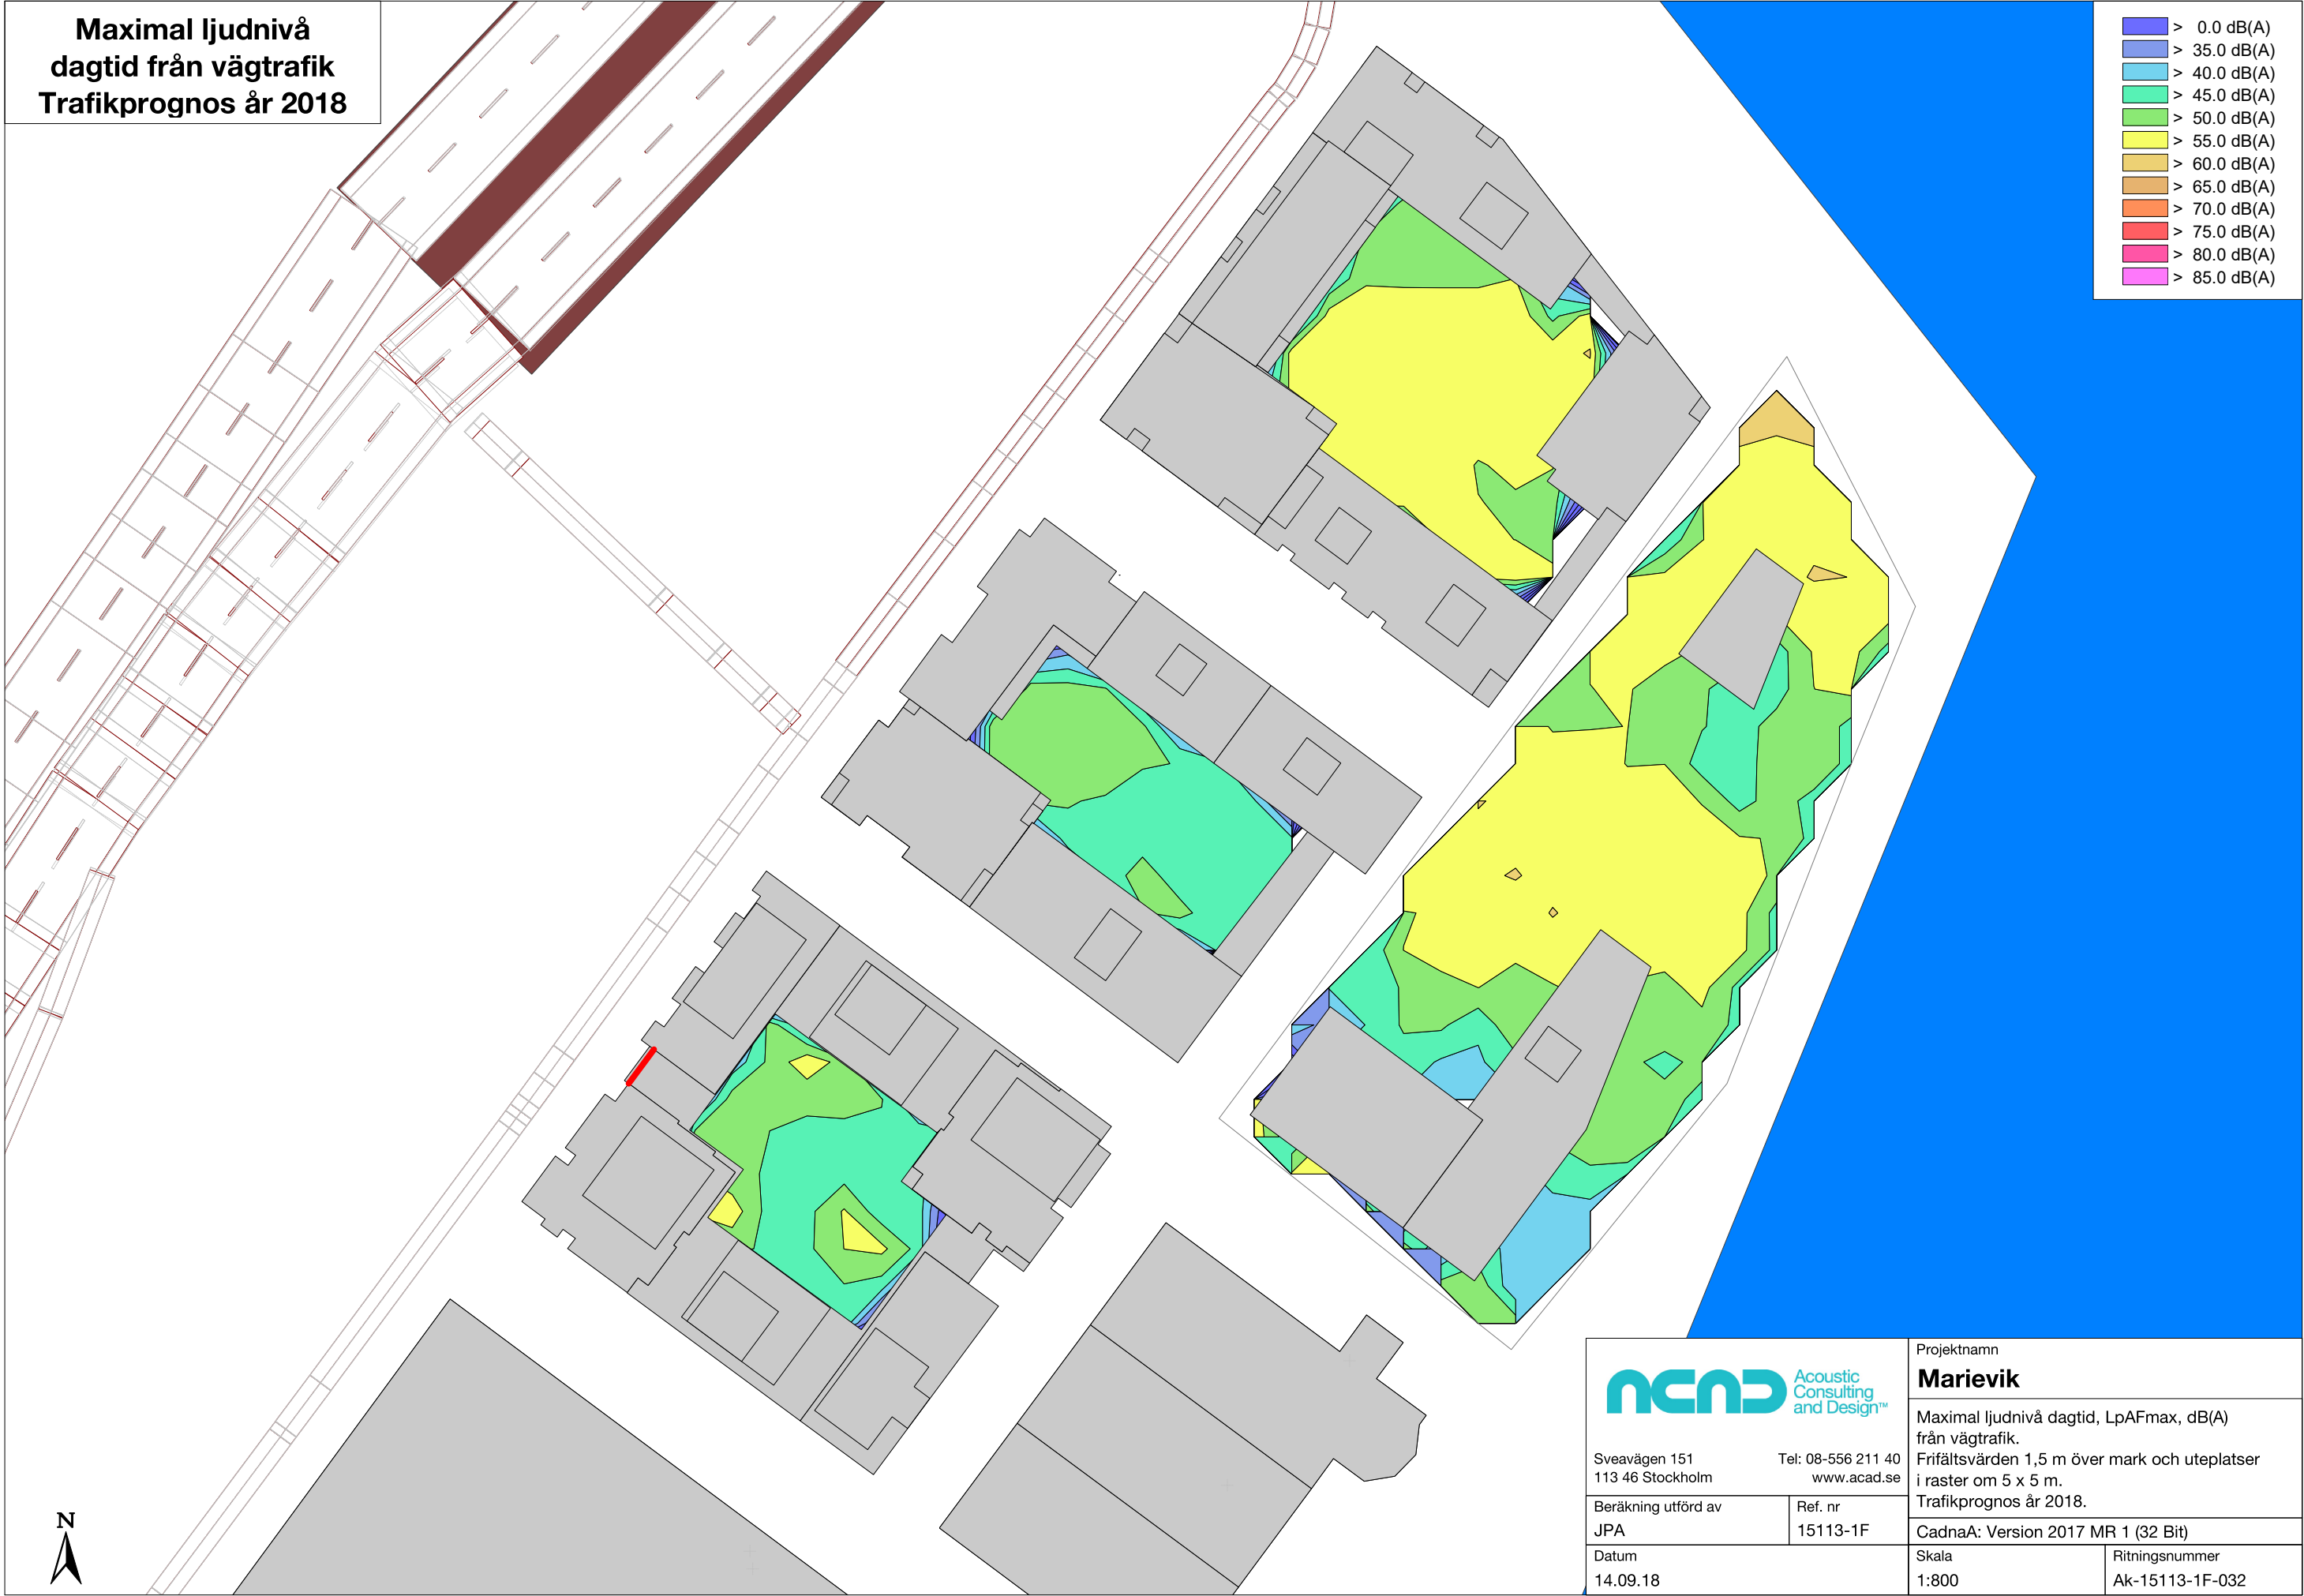 Maximal ljudnivå
dagtid från vägtrafik
Trafikprognos år 2018
> 0.0 dB(A)
> 35.0 dB(A)
> 40.0 dB(A)
> 45.0 dB(A)
> 50.0 dB(A)
> 55.0 dB(A)
> 60.0 dB(A)
> 65.0 dB(A)
> 70.0 dB(A)
> 75.0 dB(A)
> 80.0 dB(A)
> 85.0 dB(A)
N
ACAD
Acoustic
Consulting
and Design™
Sveavägen 151
113 46 Stockholm
Tel: 08-556 211 40
www.acad.se
Beräkning utförd av
JPA
Ref. nr
15113-1F
Datum
14.09.18
Projektnamn
Marievik
Maximal ljudnivå dagtid, LpAFmax, dB(A)
från vägtrafik.
Frifältsvärden 1,5 m över mark och uteplatser
i raster om 5 x 5 m.
Trafikprognos år 2018.
CadnaA: Version 2017 MR 1 (32 Bit)
Skala
1:800
Ritningsnummer
Ak-15113-1F-032